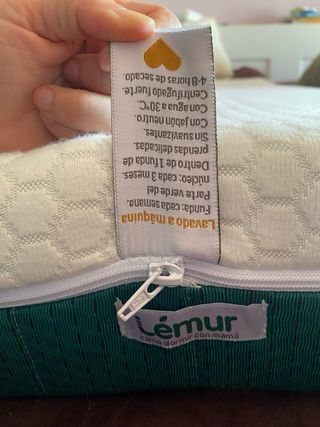 Lavado a máquina
Funda: cada semana.
Parte verde del
núcleo: cada 3 meses.
Dentro de 1 funda de
prendas delicadas.
Sin suavizantes.
Con jabón neutro.
Con agua a 30°C.
Centrifugado fuerte.
4-8 horas de secado.
Lémur
como dormir con mamá